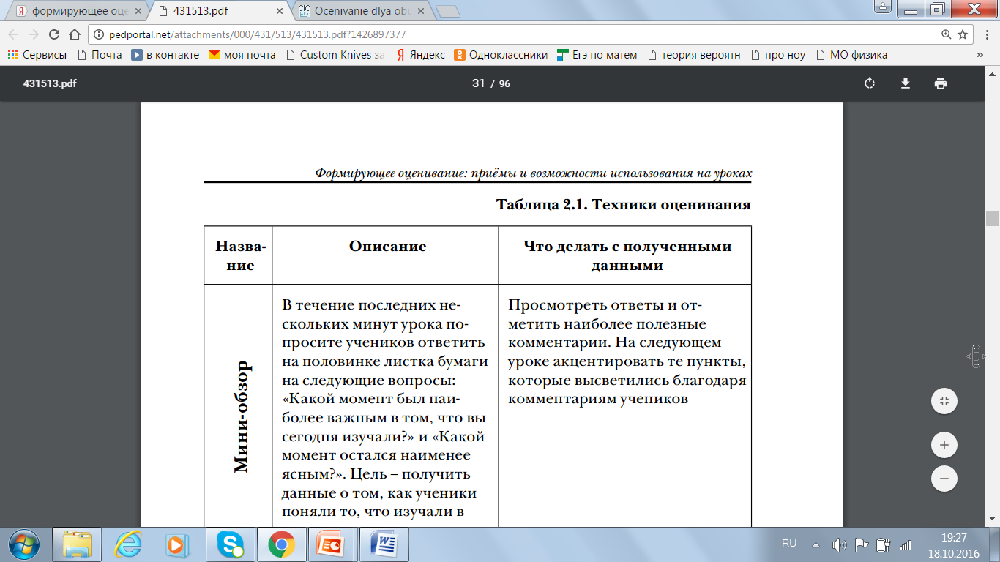 формирующее оце
431513.pdf
Ocenivanie dlya obu
pedportal.net/attachments/000/431/513/431513.pdf?1426897377
Сервисы Почта в контакте моя почта Custom Knives за Яндекс Одноклассники Егэ по матем теория вероятн про ноу МО физика »
431513.pdf
31 / 96
Формирующее оценивание: приёмы и возможности использования на уроках
Таблица 2.1. Техники оценивания
Назва-
ние
Описание
Что делать с полученными
данными
Мини-обзор
В течение последних не-
скольких минут урока по-
просите учеников ответить
на половинке листка бумаги
на следующие вопросы:
«Какой момент был наи-
более важным в том, что вы
сегодня изучали?» и «Какой
момент остался наименее
ясным?». Цель – получить
данные о том, как ученики
поняли то, что изучали в
Просмотреть ответы и от-
метить наиболее полезные
комментарии. На следующем
уроке акцентировать те пункты,
которые высветились благодаря
комментариям учеников
RU
19:27
18.10.2016